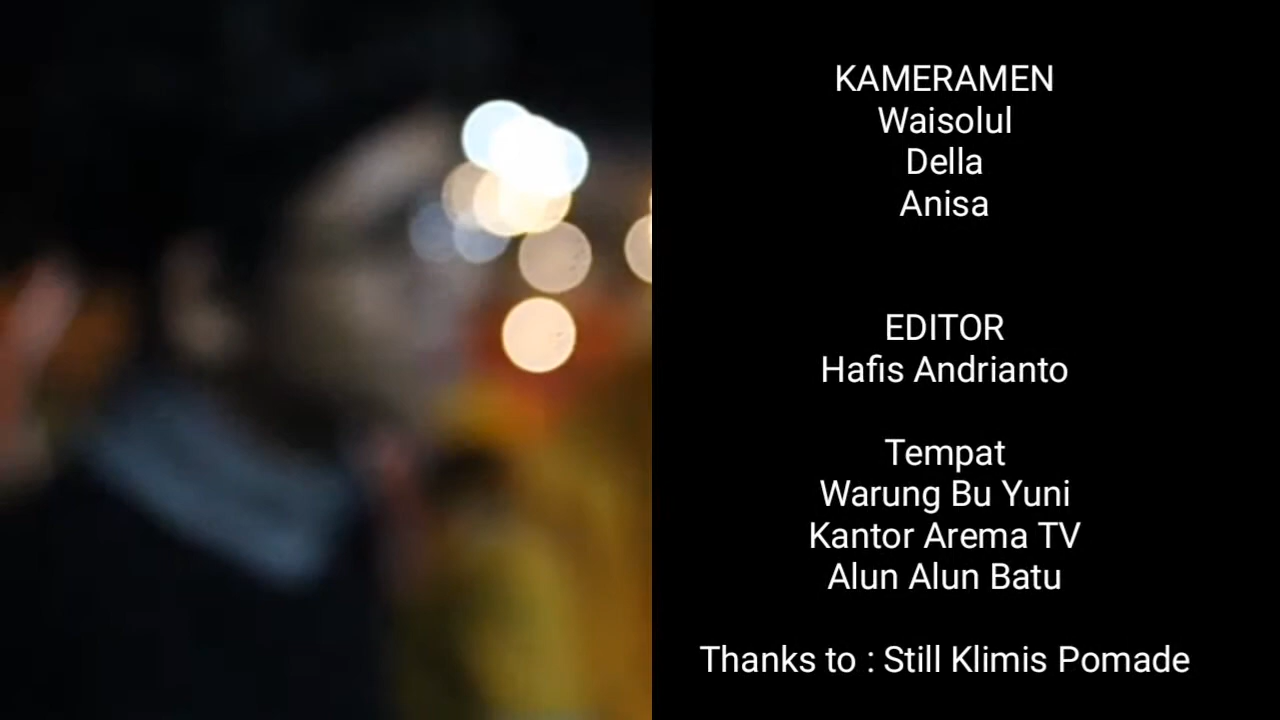 KAMERAMEN
Waisolul
Della
Anisa
EDITOR
Hafis Andrianto
Tempat
Warung Bu Yuni
Kantor Arema TV
Alun Alun Batu
Thanks to : Still Klimis Pomade